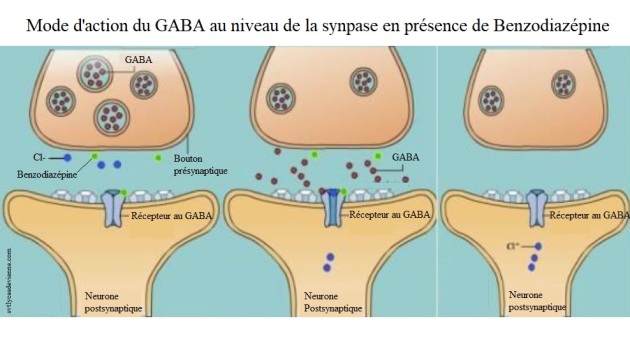 Mode d'action du GABA au niveau de la synpase en présence de Benzodiazépine
GABA
Cl-
Benzodiazépine
Bouton
présynaptique
Récepteur au GABA
Neurone
postsynaptique
GABA
Récepteur au GABA
Neurone
Postsynaptique
Récepteur au GABA
Cl-
Neurone
postsynaptique